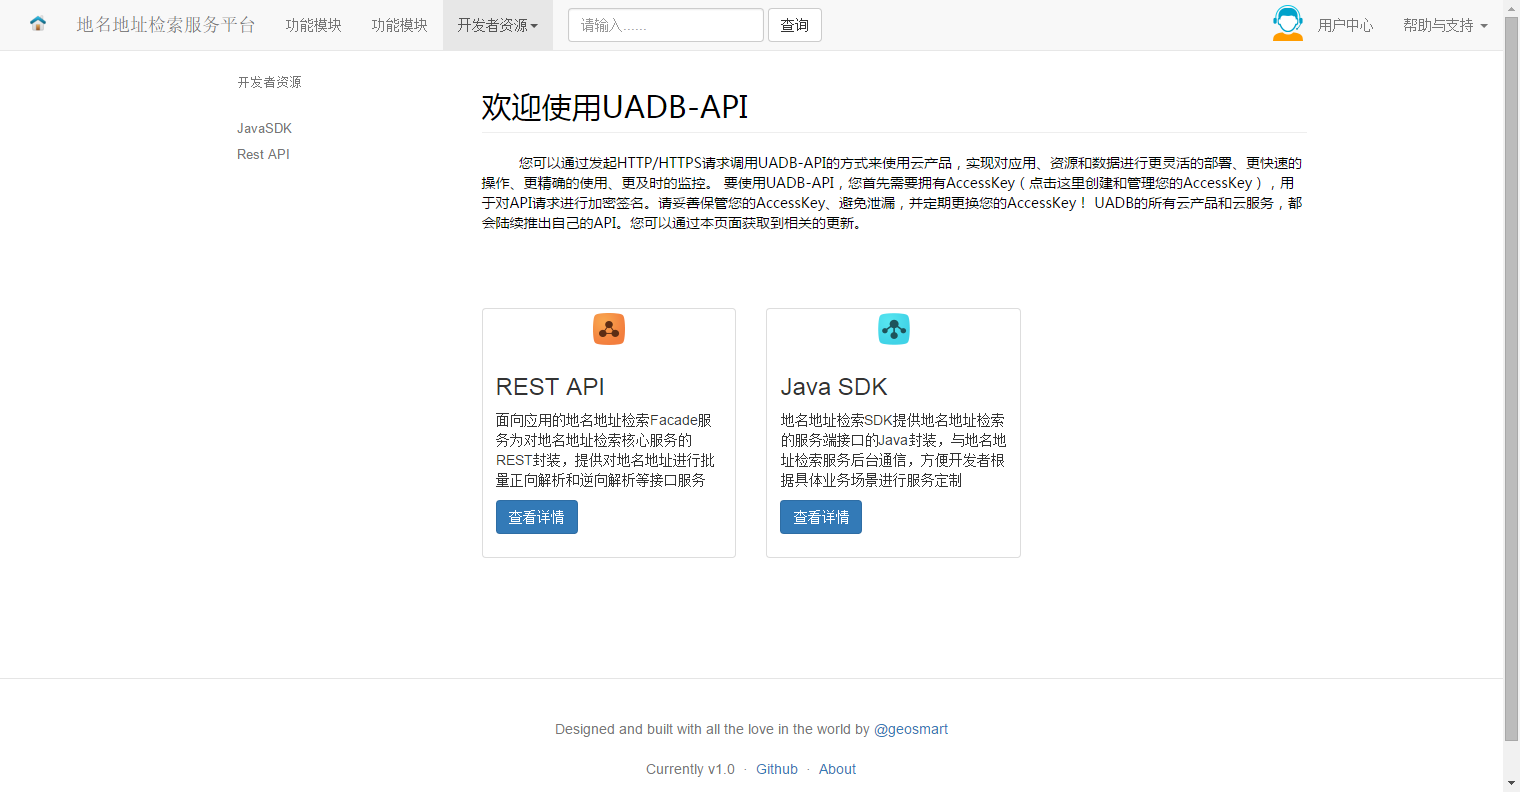 地名地址检索服务平台 功能模块 功能模块 开发者资源 请输入...... 查询 用户中心 帮助与支持
开发者资源
JavaSDK
Rest API
欢迎使用UADB-API
您可以通过发起HTTP/HTTPS请求调用UADB-API的方式来使用云产品，实现对应用、资源和数据进行更灵活的部署、更快速的
操作、更精确的使用、更及时的监控。 要使用UADB-API，您首先需要拥有AccessKey（点击这里创建和管理您的AccessKey），用
于对API请求进行加密签名。请妥善保管您的AccessKey、避免泄漏，并定期更换您的AccessKey！ UADB的所有云产品和云服务，都
会陆续推出自己的API。您可以通过本页面获取到相关的更新。
REST API
面向应用的地名地址检索Facade服
务为对地名地址检索核心服务的
REST封装，提供对地名地址进行批
量正向解析和逆向解析等接口服务
查看详情
Java SDK
地名地址检索SDK提供地名地址检索
的服务端接口的Java封装，与地名地
址检索服务后台通信，方便开发者根
据具体业务场景进行服务定制
查看详情
Designed and built with all the love in the world by @geosmart
Currently v1.0 · Github · About